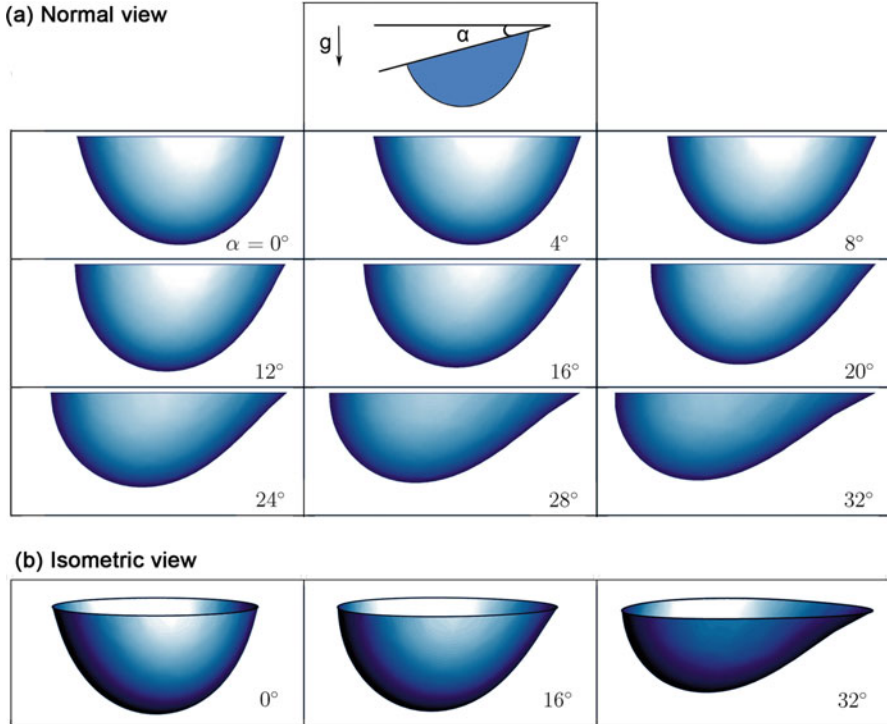 (a) Normal view
g
α
α = 0°
4°
8°
12°
16°
20°
24°
28°
32°
(b) Isometric view
0°
16°
32°